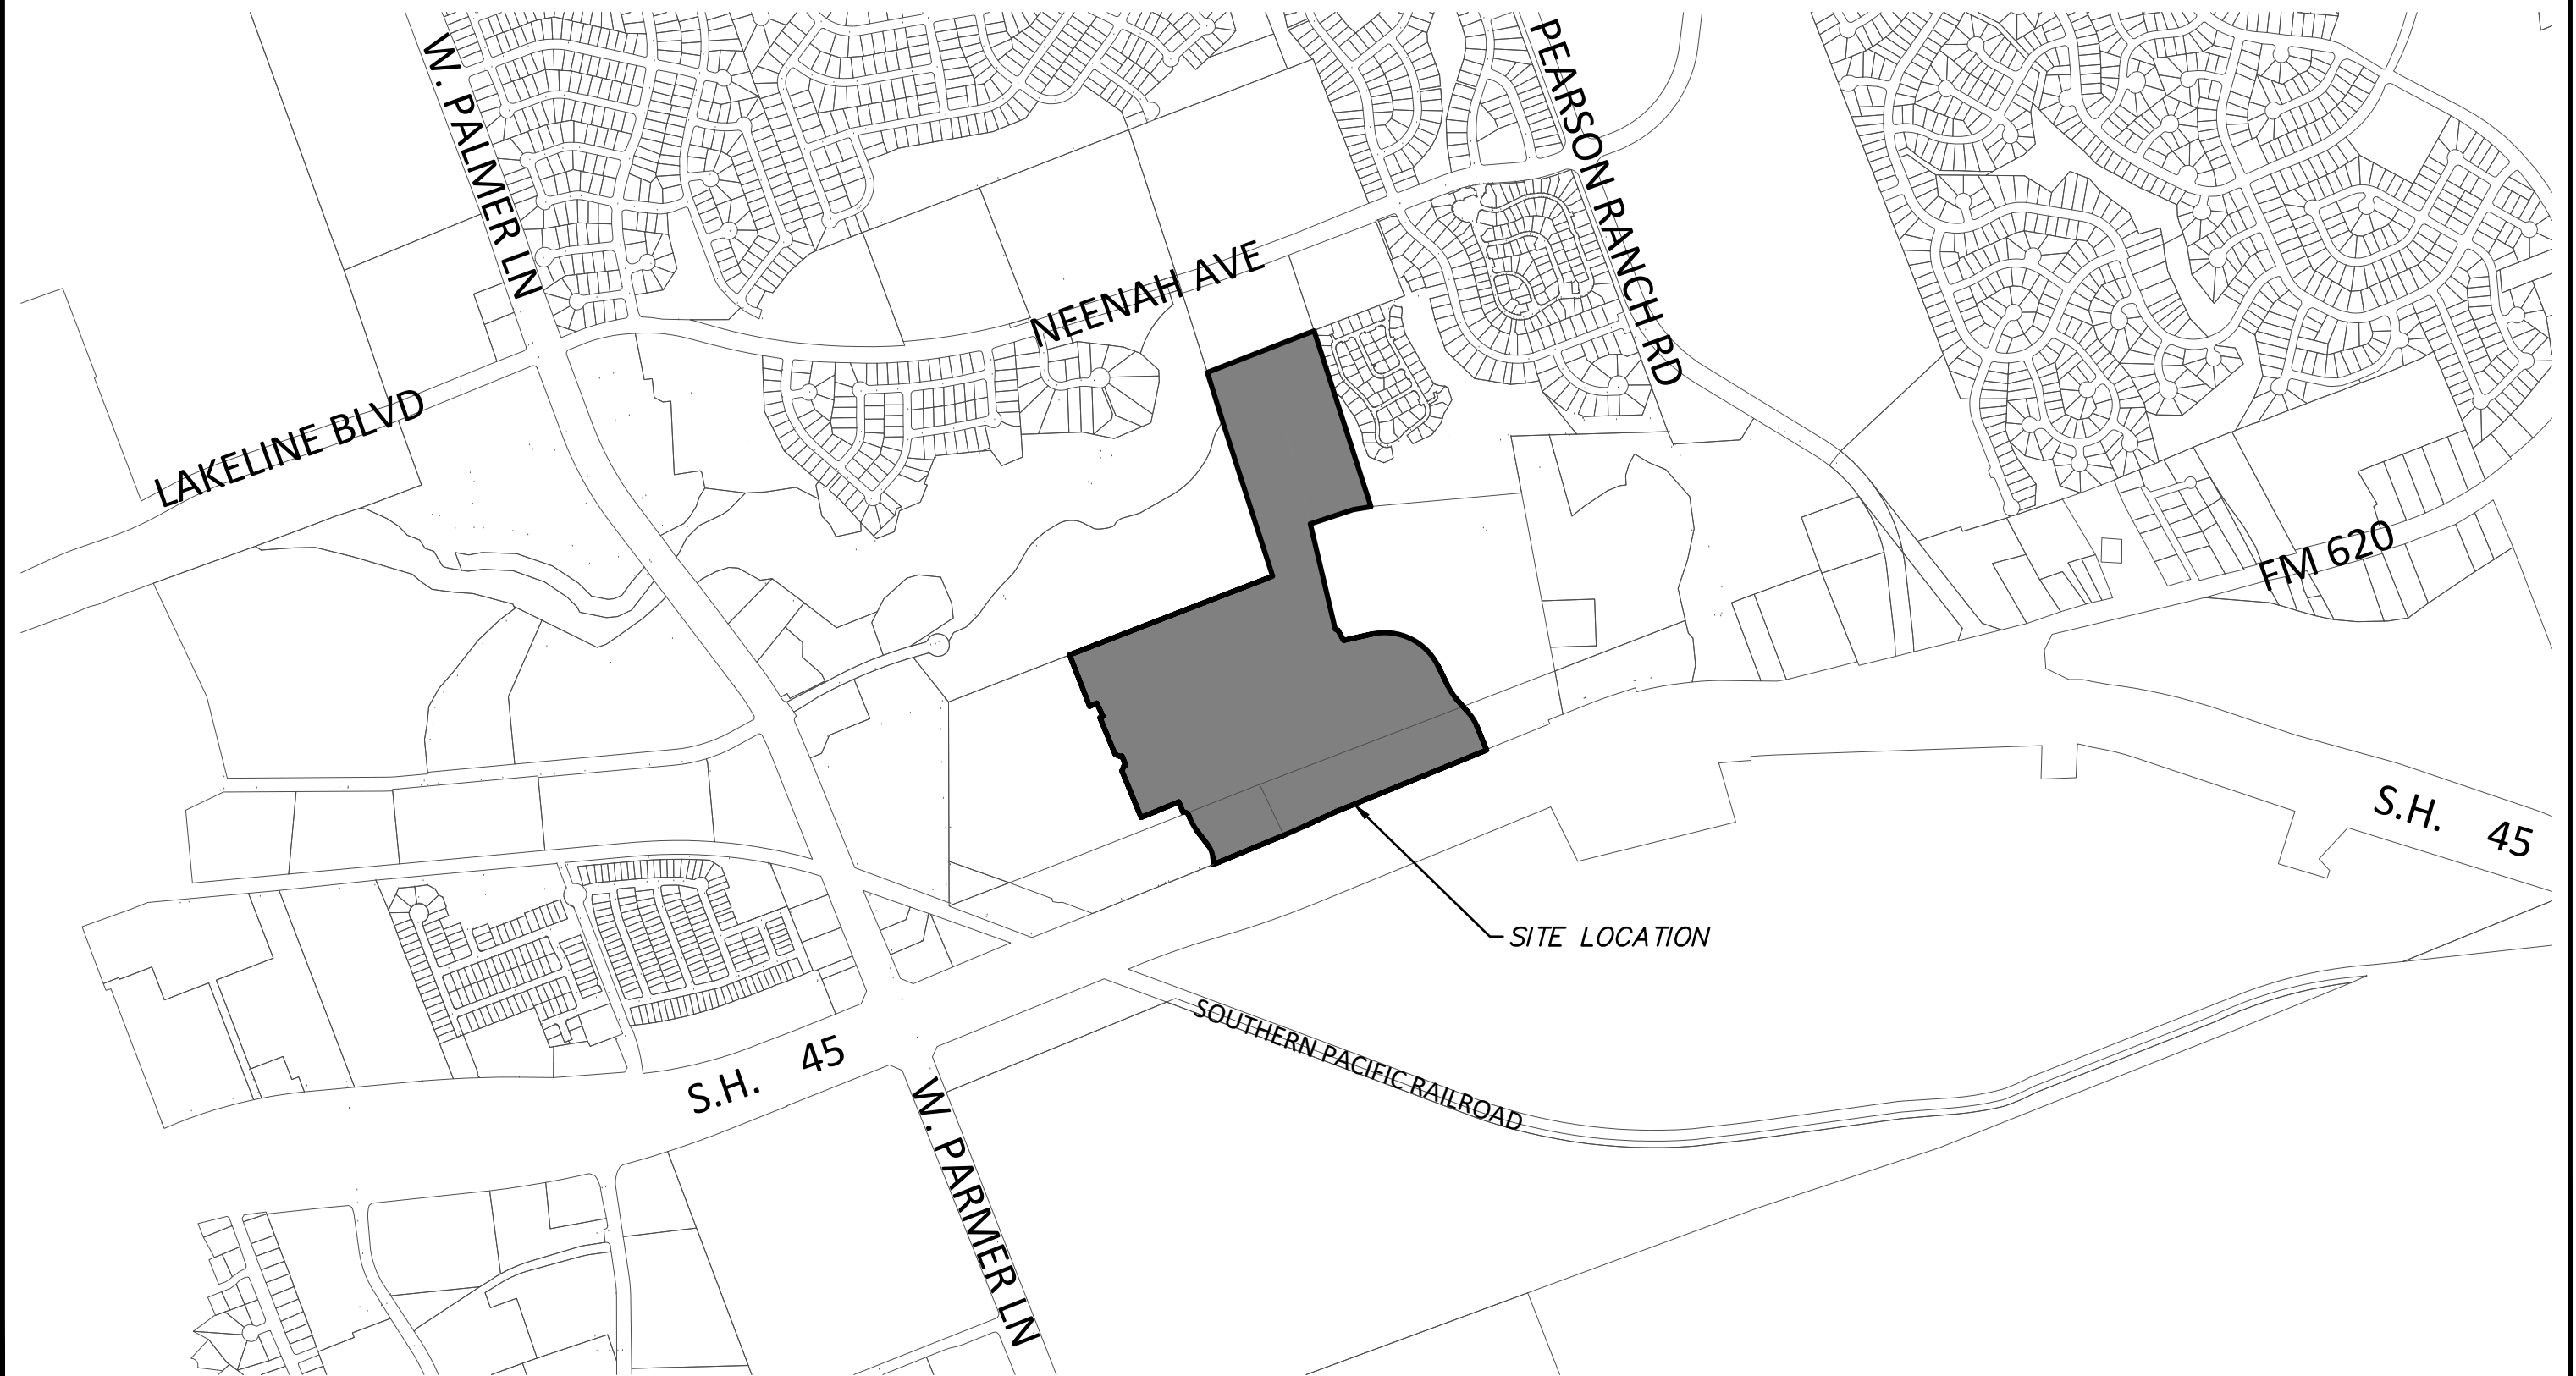 W. PALMER LN
PEARSON RANCH RD
NEENAH AVE
LAKELINE BLVD
FM 620
S.H. 45
SITE LOCATION
SOUTHERN PACIFIC RAILROAD
S.H. 45
W. PARMER LN